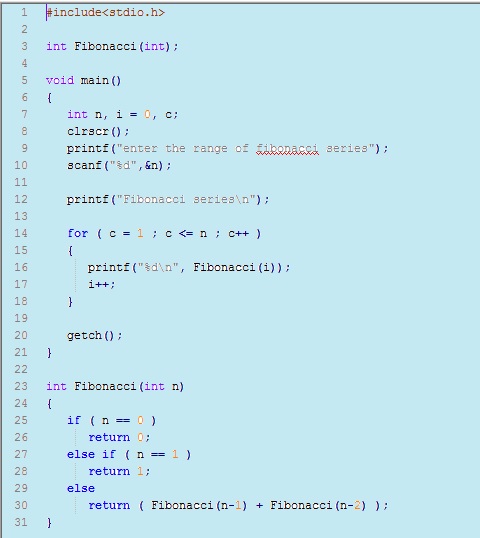 1 #include<stdio.h>
2
3 int Fibonacci(int);
4
5 void main()
6 {
7 int n, i = 0, c;
8 clrscr();
9 printf("enter the range of fibonacci series");
10 scanf("%d",&n);
11
12 printf("Fibonacci series\n");
13
14 for ( c = 1 ; c <= n ; c++ )
15 {
16 printf("%d\n", Fibonacci(i));
17 i++;
18 }
19
20 getch();
21 }
22
23 int Fibonacci(int n)
24 {
25 if ( n == 0 )
26 return 0;
27 else if ( n == 1 )
28 return 1;
29 else
30 return ( Fibonacci(n-1) + Fibonacci(n-2) );
31 }